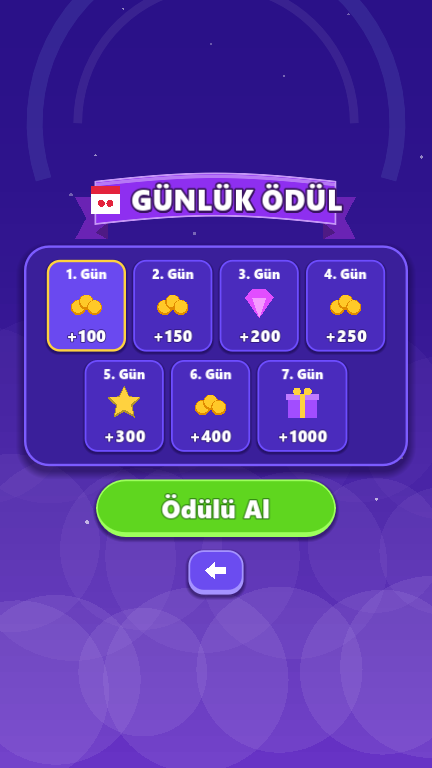 GÜNLÜK ÖDÜL
1. Gün
+100
2. Gün
+150
3. Gün
+200
4. Gün
+250
5. Gün
+300
6. Gün
+400
7. Gün
+1000
Ödülü Al